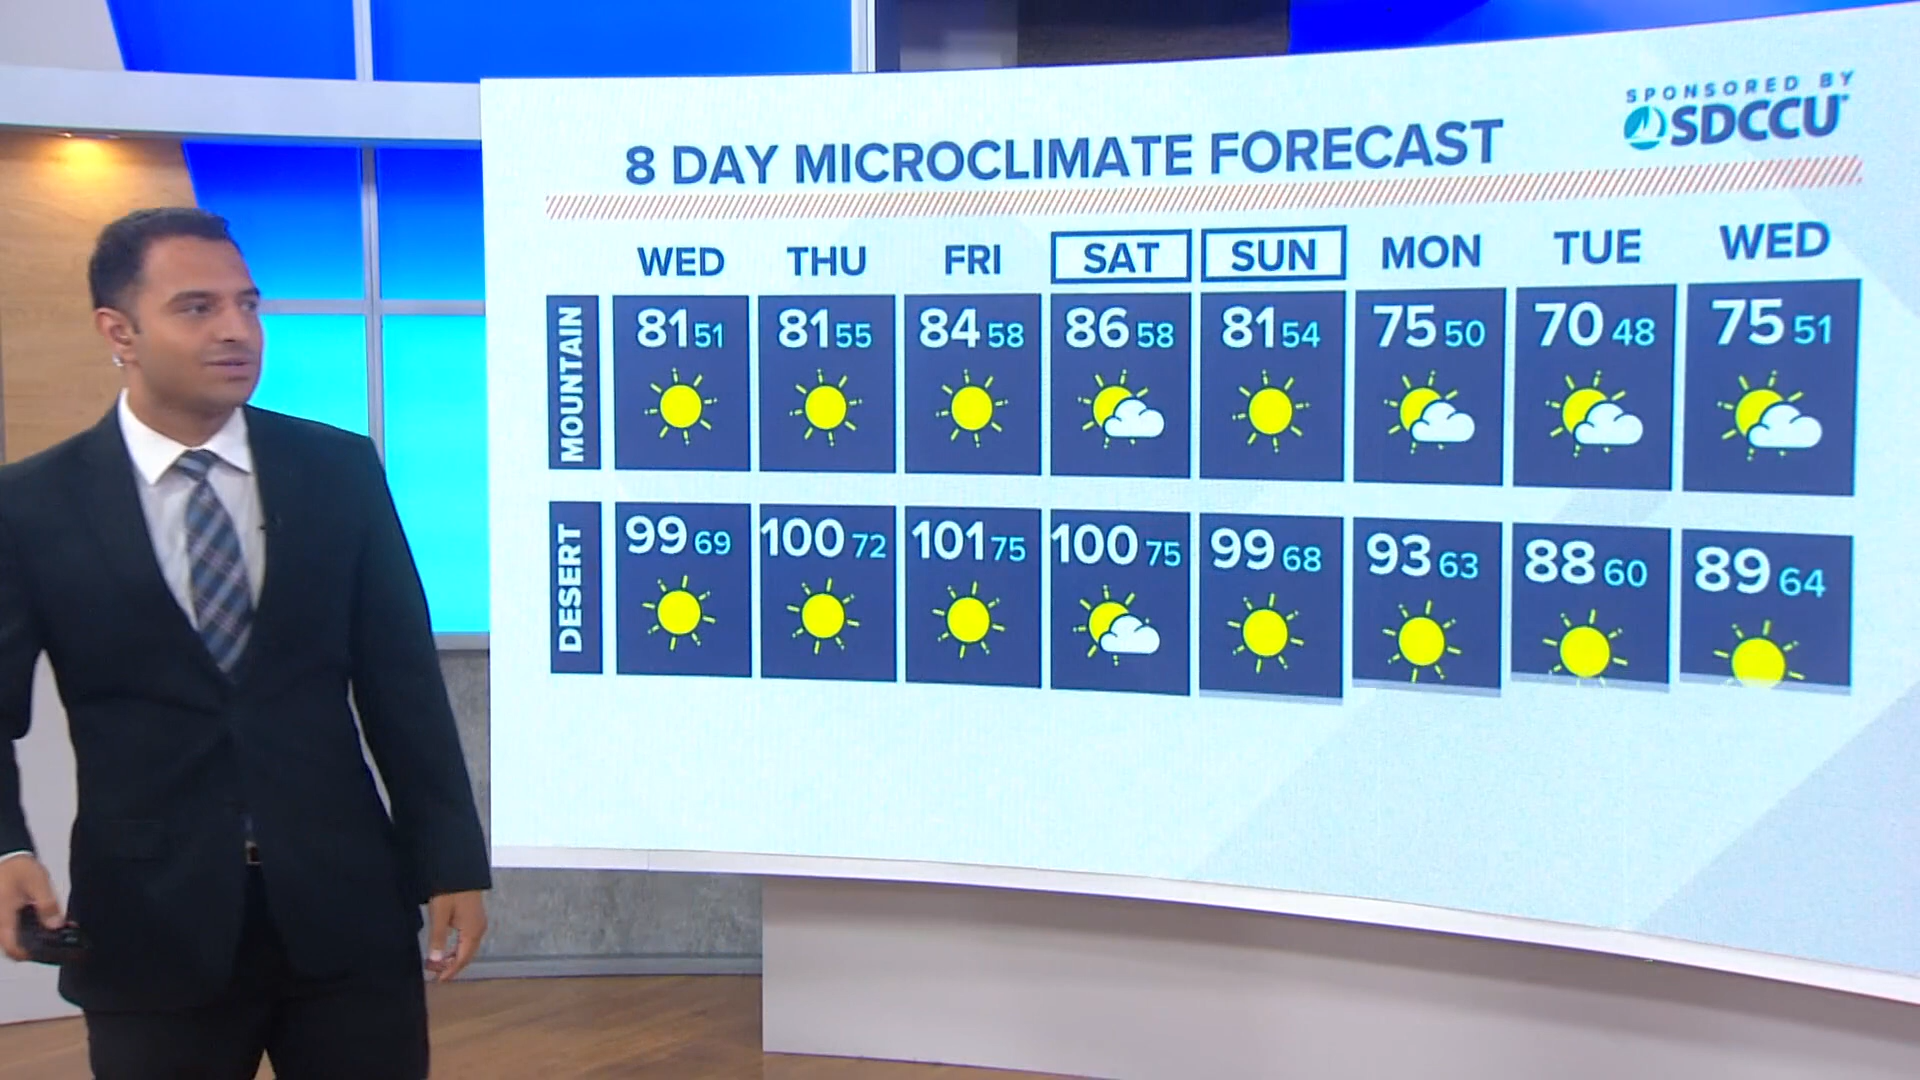 SPONSORED BY
SDCCU
8 DAY MICROCLIMATE FORECAST
WED THU FRI SAT SUN MON TUE WED
MOUNTAIN
81 51 81 55 84 58 86 58 81 54 75 50 70 48 75 51
DESERT
99 69 100 72 101 75 100 75 99 68 93 63 88 60 89 64